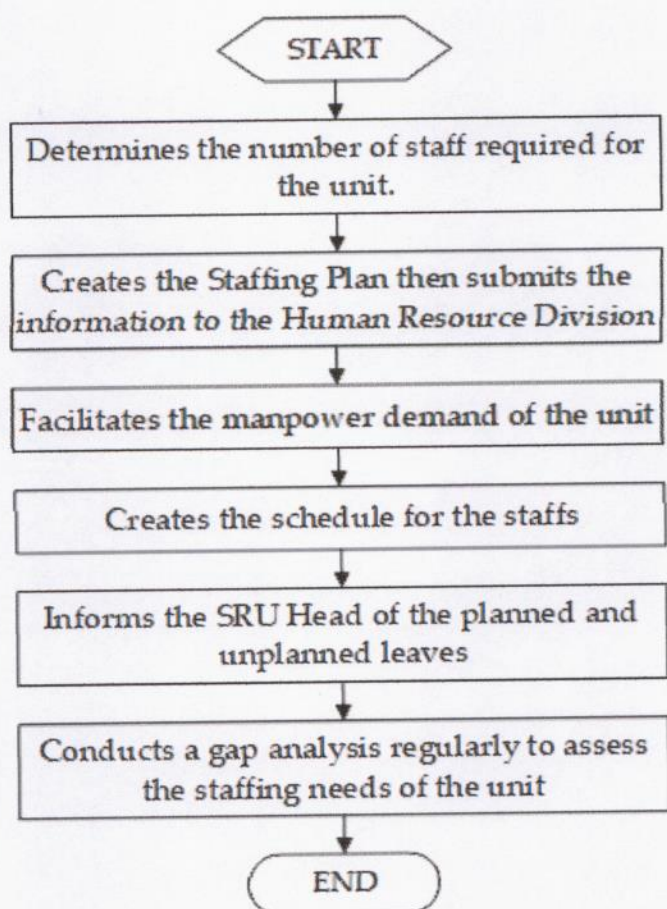 START
Determines the number of staff required for
the unit.
Creates the Staffing Plan then submits the
information to the Human Resource Division
Facilitates the manpower demand of the unit
Creates the schedule for the staffs
Informs the SRU Head of the planned and
unplanned leaves
Conducts a gap analysis regularly to assess
the staffing needs of the unit
END